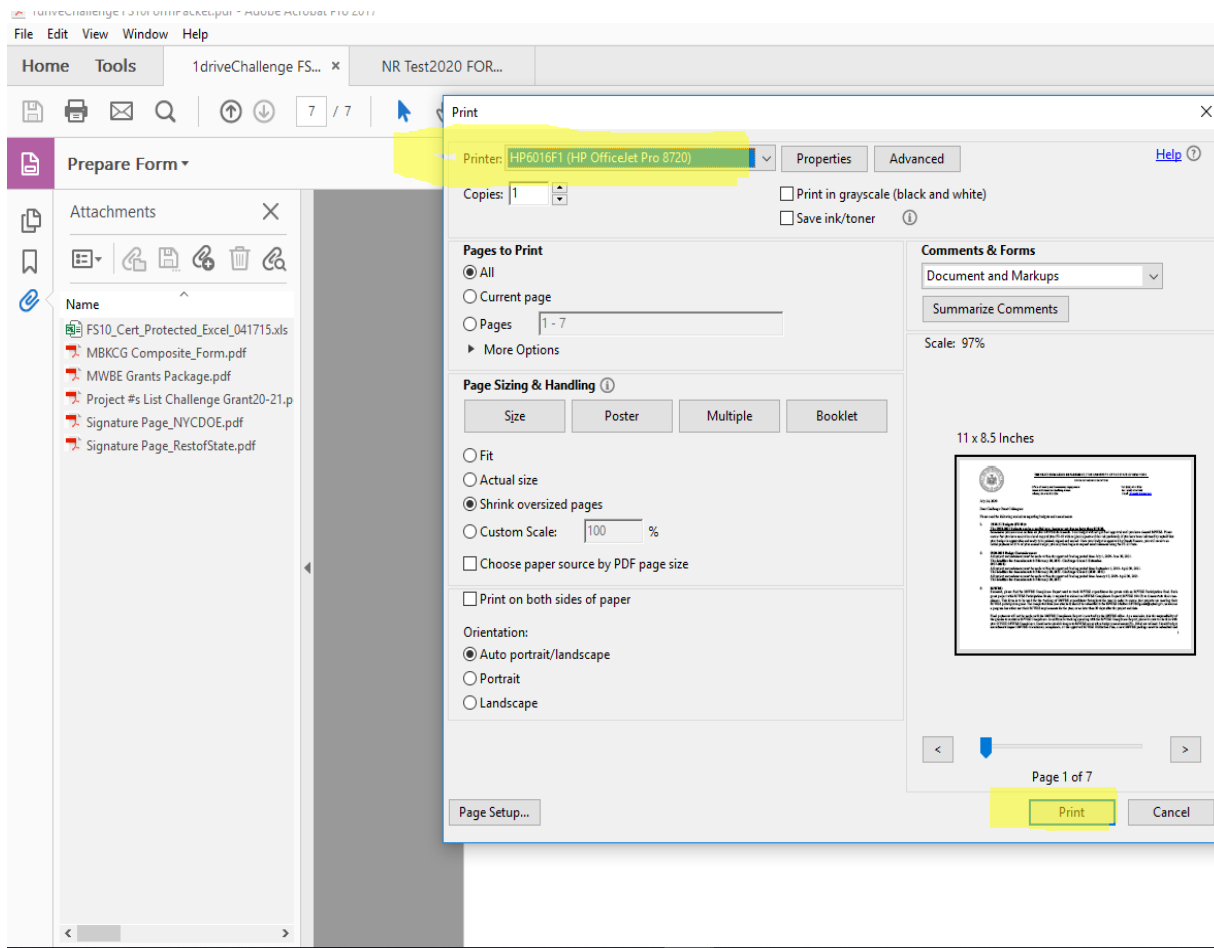 1driveChallenge FS10FormPacket.pdf - Adobe Acrobat Pro 2017
File Edit View Window Help
Home Tools 1driveChallenge FS... × NR Test2020 FOR...
7 / 7
Print
Prepare Form
Printer: HP6016F1 (HP OfficeJet Pro 8720) Properties Advanced Help
Copies: 1 Print in grayscale (black and white)
Save ink/toner
Attachments
Pages to Print
All
Current page
Pages 1 - 7
More Options
Comments & Forms
Document and Markups
Summarize Comments
Scale: 97%
Name
FS10_Cert_Protected_Excel_041715.xls
MBKCG Composite_Form.pdf
MWBE Grants Package.pdf
Project #s List Challenge Grant20-21.p
Signature Page_NYCDOE.pdf
Signature Page_RestofState.pdf
Page Sizing & Handling
Size Poster Multiple Booklet
Fit
Actual size
Shrink oversized pages
Custom Scale: 100 %
Choose paper source by PDF page size
Print on both sides of paper
Orientation:
Auto portrait/landscape
Portrait
Landscape
11 x 8.5 Inches
< >
Page 1 of 7
Page Setup... Print Cancel